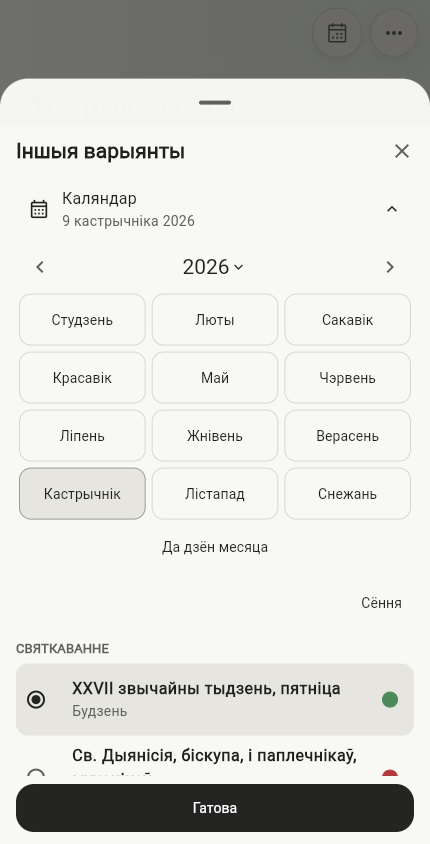 Іншыя варыянты
Каляндар
9 кастрычніка 2026
2026
Студзень
Люты
Сакавік
Красавік
Май
Чэрвень
Ліпень
Жнівень
Верасень
Кастрычнік
Лістапад
Снежань
Да дзён месяца
Сёння
СВЯТКАВАННЕ
XXVII звычайны тыдзень, пятніца
Будзень
Св. Дыянісія, біскупа, і паплечнікаў,
Гатова